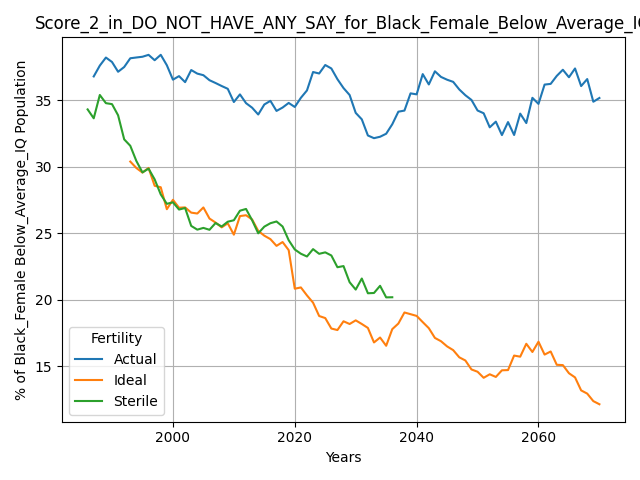 Score_2_in_DO_NOT_HAVE_ANY_SAY_for_Black_Female_Below_Average_IQ
% of Black_Female Below_Average_IQ Population
35
30
25
20
15
Fertility
Actual
Ideal
Sterile
2000 2020 2040 2060
Years